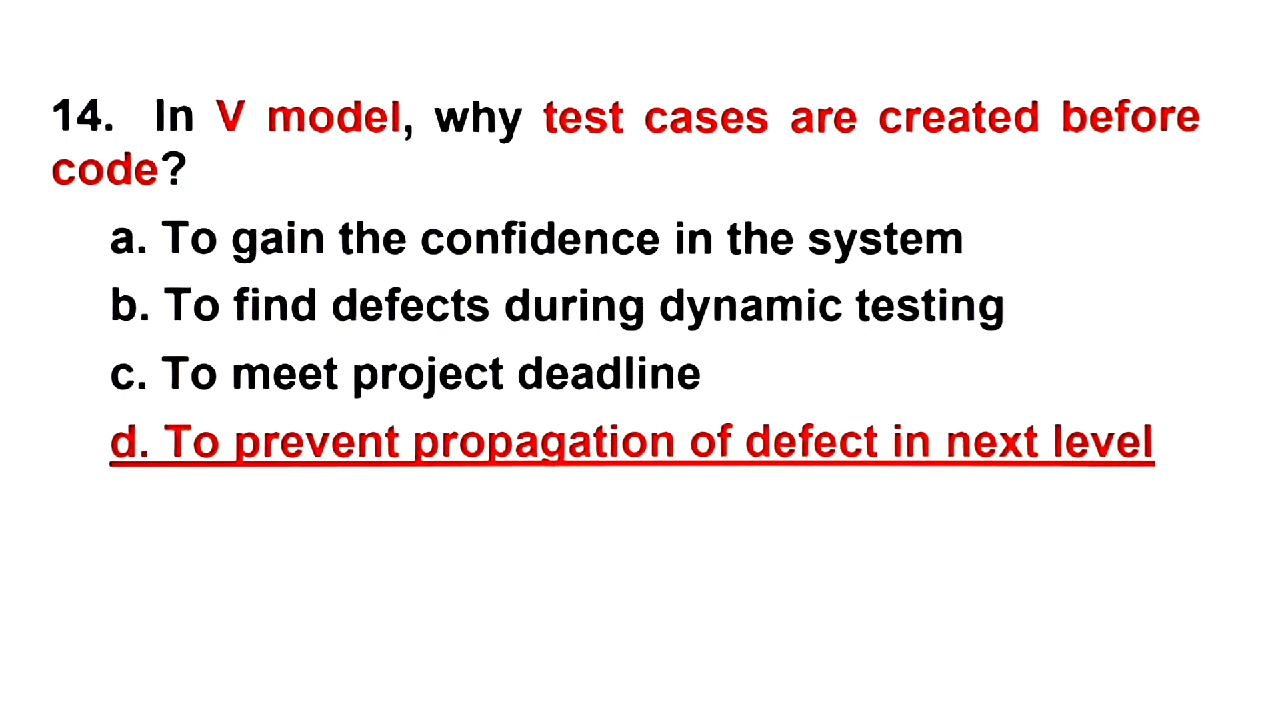 14. In V model, why test cases are created before
code?
a. To gain the confidence in the system
b. To find defects during dynamic testing
c. To meet project deadline
d. To prevent propagation of defect in next level